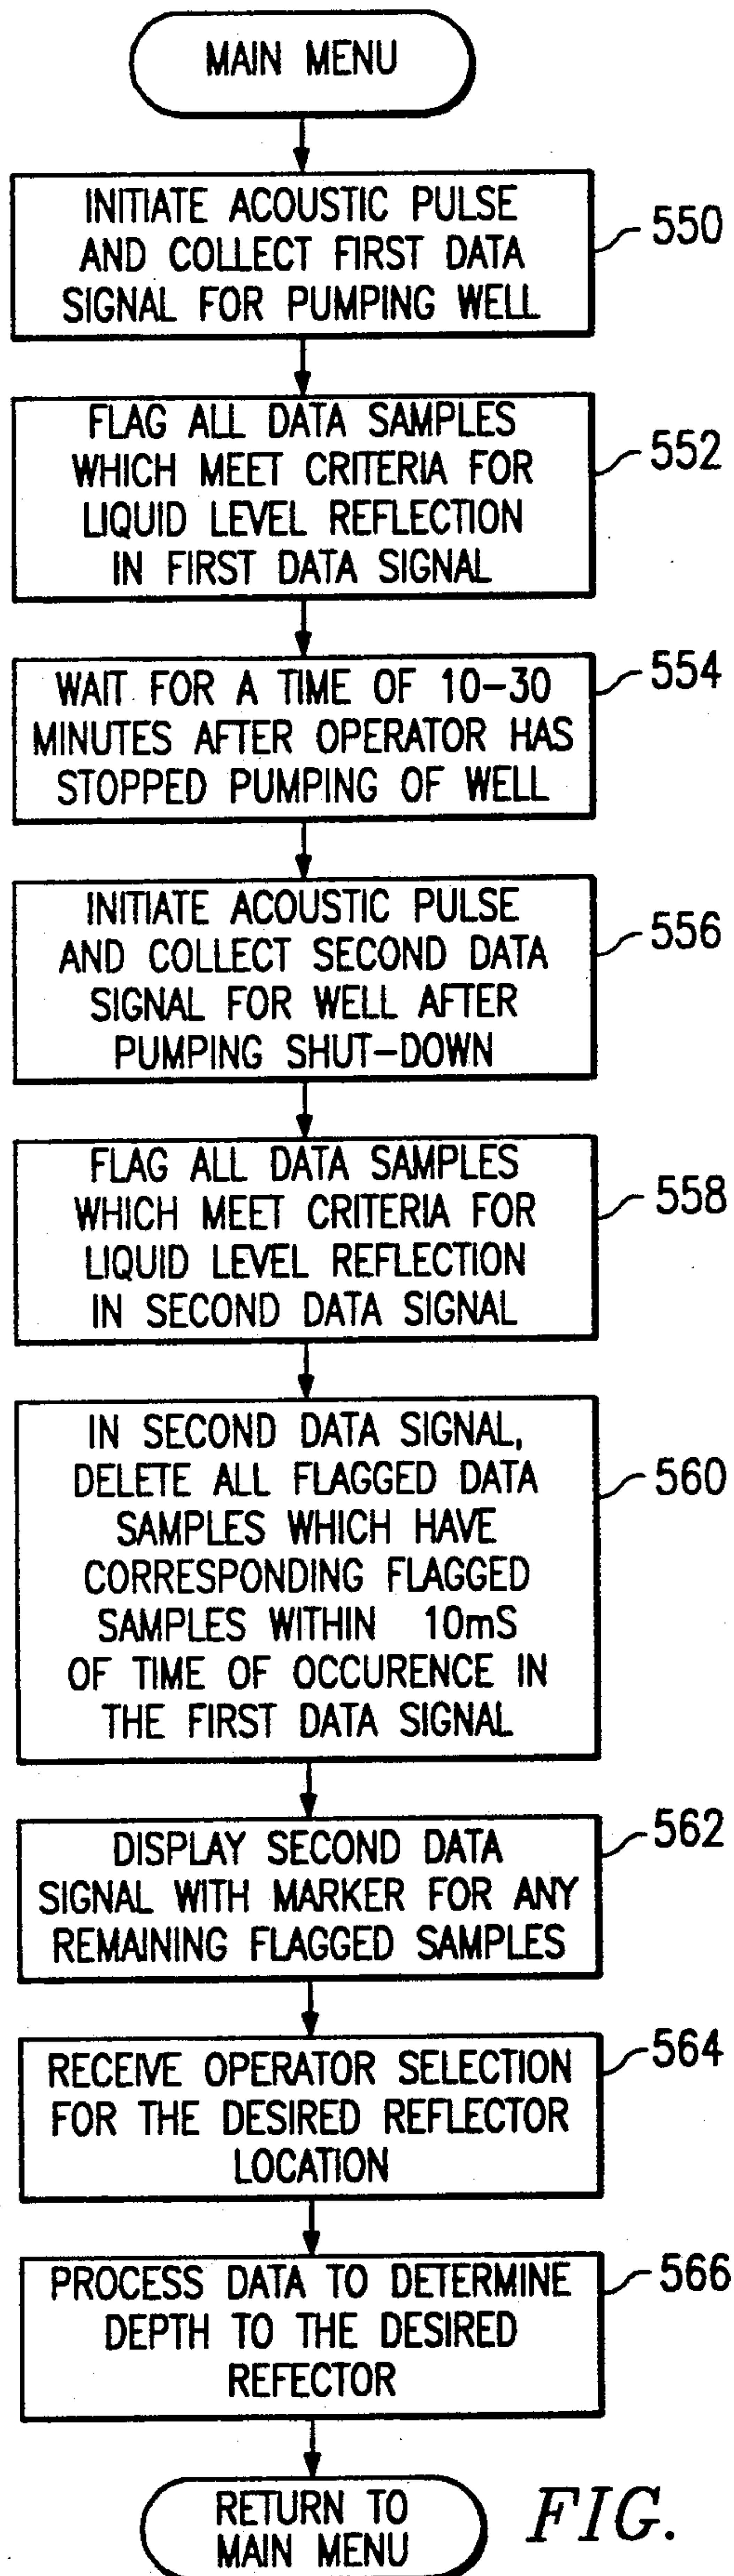 MAIN MENU
INITIATE ACOUSTIC PULSE
AND COLLECT FIRST DATA
SIGNAL FOR PUMPING WELL
550
FLAG ALL DATA SAMPLES
WHICH MEET CRITERIA FOR
LIQUID LEVEL REFLECTION
IN FIRST DATA SIGNAL
552
WAIT FOR A TIME OF 10-30
MINUTES AFTER OPERATOR HAS
STOPPED PUMPING OF WELL
554
INITIATE ACOUSTIC PULSE
AND COLLECT SECOND DATA
SIGNAL FOR WELL AFTER
PUMPING SHUT-DOWN
556
FLAG ALL DATA SAMPLES
WHICH MEET CRITERIA FOR
LIQUID LEVEL REFLECTION
IN SECOND DATA SIGNAL
558
IN SECOND DATA SIGNAL,
DELETE ALL FLAGGED DATA
SAMPLES WHICH HAVE
CORRESPONDING FLAGGED
SAMPLES WITHIN 10mS
OF TIME OF OCCURENCE IN
THE FIRST DATA SIGNAL
560
DISPLAY SECOND DATA
SIGNAL WITH MARKER FOR ANY
REMAINING FLAGGED SAMPLES
562
RECEIVE OPERATOR SELECTION
FOR THE DESIRED REFLECTOR
LOCATION
564
PROCESS DATA TO DETERMINE
DEPTH TO THE DESIRED
REFECTOR
566
RETURN TO
MAIN MENU
FIG.